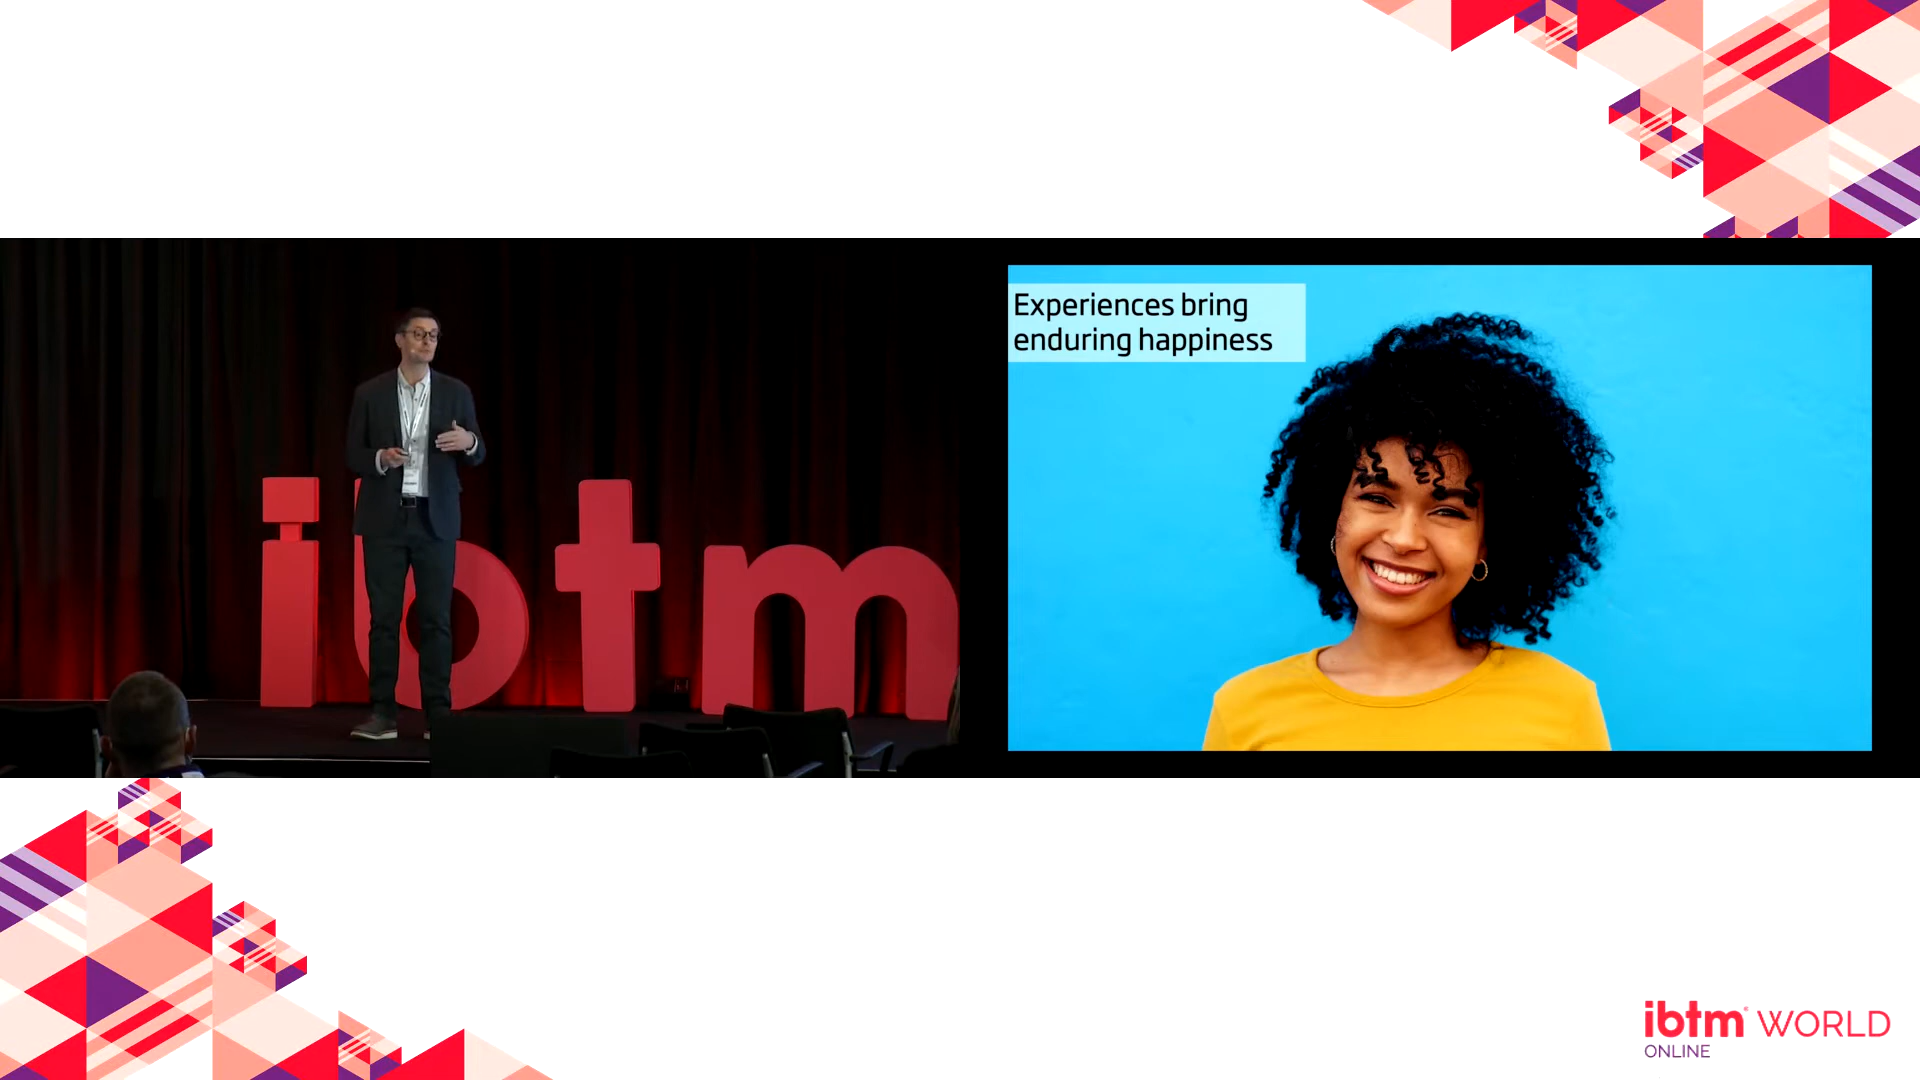 Experiences bring
enduring happiness
ibtm
ibtm WORLD
ONLINE